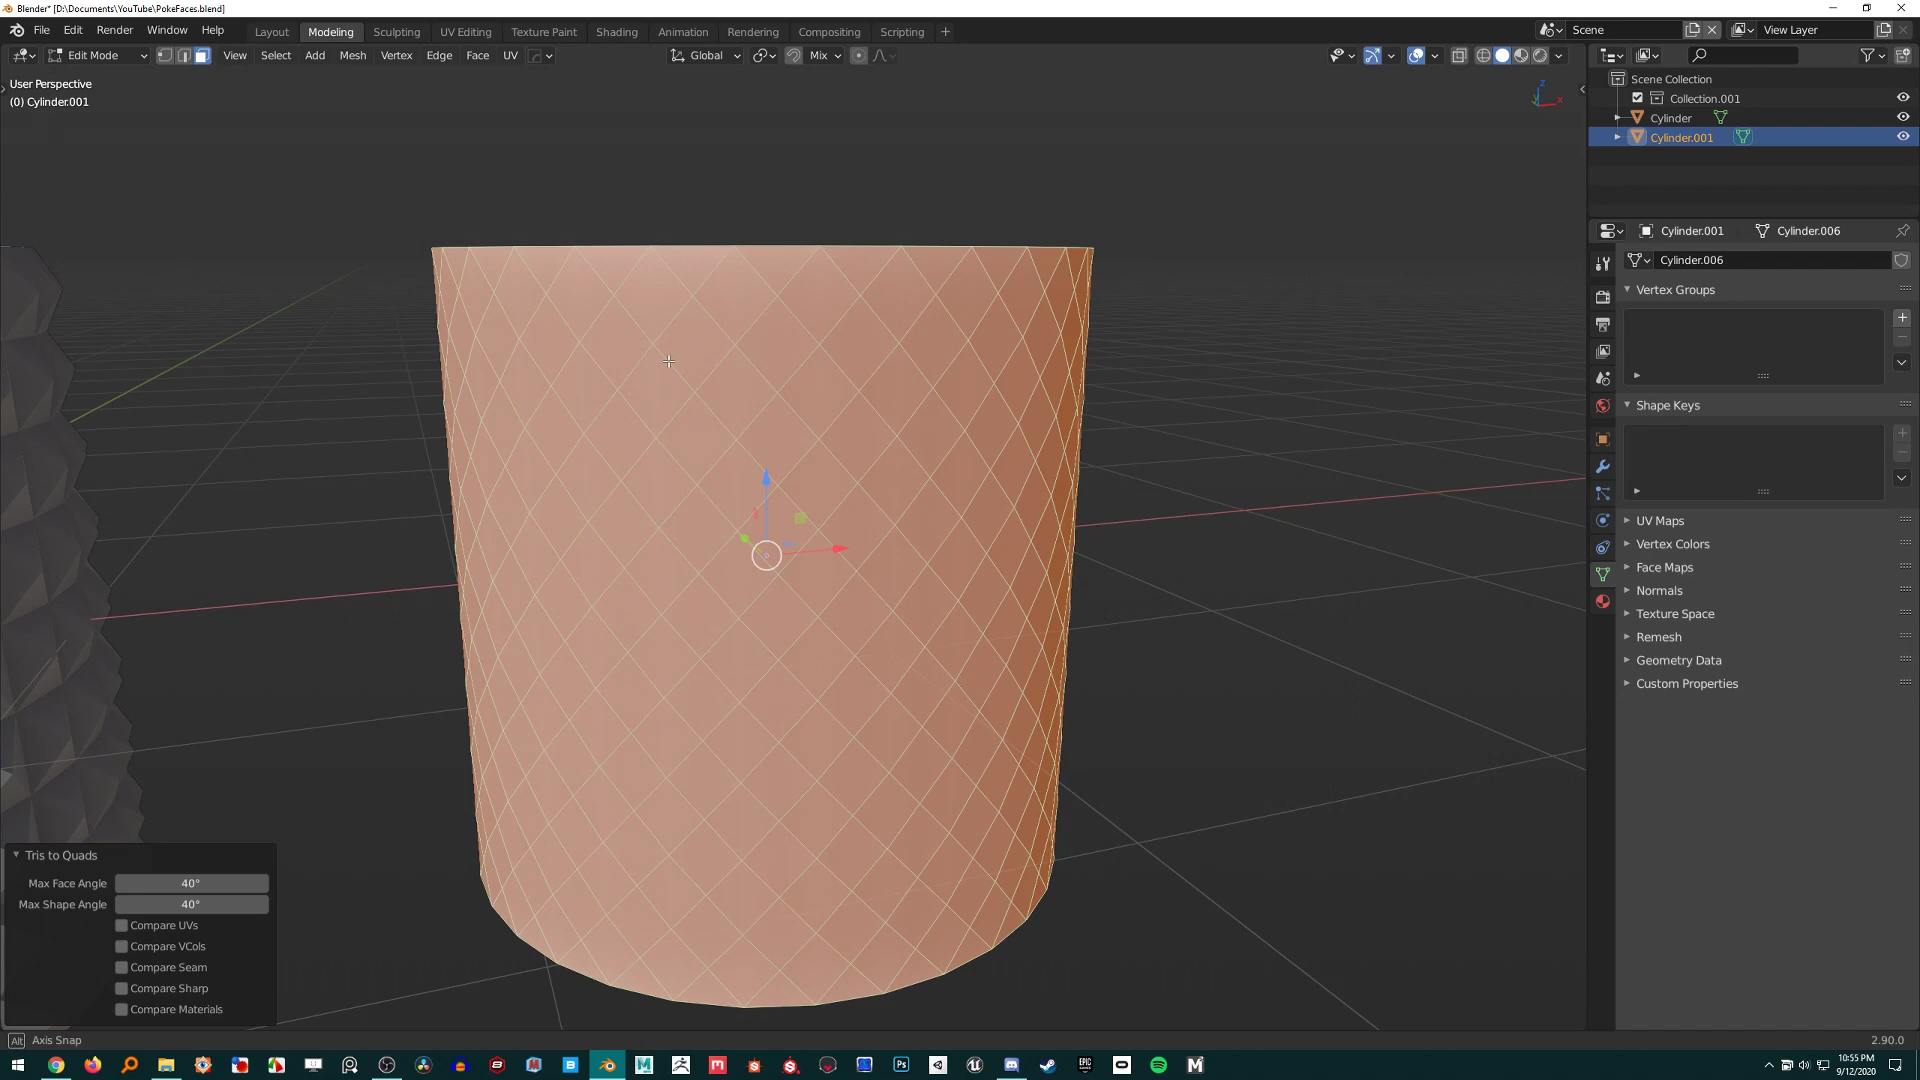 Blender* [D:\Documents\YouTube\PokeFaces.blend]
File Edit Render Window Help Layout Modeling Sculpting UV Editing Texture Paint Shading Animation Rendering Compositing Scripting + Scene View Layer
Edit Mode View Select Add Mesh Vertex Edge Face UV Global Mix
User Perspective
(0) Cylinder.001
Z
X
Y
Scene Collection
Collection.001
Cylinder
Cylinder.001
Cylinder.001 Cylinder.006
Cylinder.006
Vertex Groups
Shape Keys
UV Maps
Vertex Colors
Face Maps
Normals
Texture Space
Remesh
Geometry Data
Custom Properties
Tris to Quads
Max Face Angle 40°
Max Shape Angle 40°
Compare UVs
Compare VCols
Compare Seam
Compare Sharp
Compare Materials
Alt Axis Snap
2.90.0
10:55 PM
9/12/2020